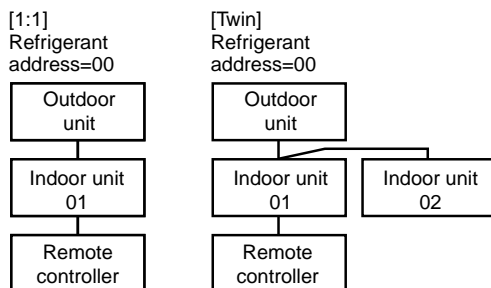 [1:1]
Refrigerant
address=00
Outdoor
unit
Indoor unit
01
Remote
controller
[Twin]
Refrigerant
address=00
Outdoor
unit
Indoor unit
01
Indoor unit
02
Remote
controller